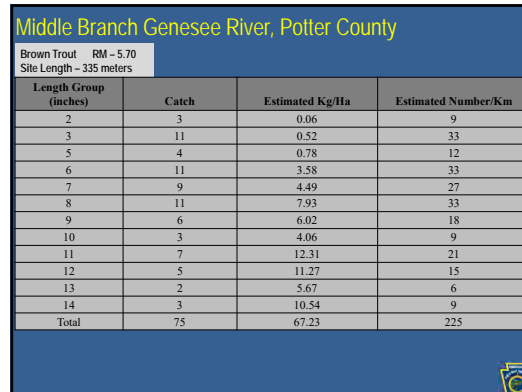 Middle Branch Genesee River, Potter County
Brown Trout RM – 5.70
Site Length – 335 meters
Length Group (inches) Catch Estimated Kg/Ha Estimated Number/Km
2 3 0.06 9
3 11 0.52 33
5 4 0.78 12
6 11 3.58 33
7 9 4.49 27
8 11 7.93 33
9 6 6.02 18
10 3 4.06 9
11 7 12.31 21
12 5 11.27 15
13 2 5.67 6
14 3 10.54 9
Total 75 67.23 225